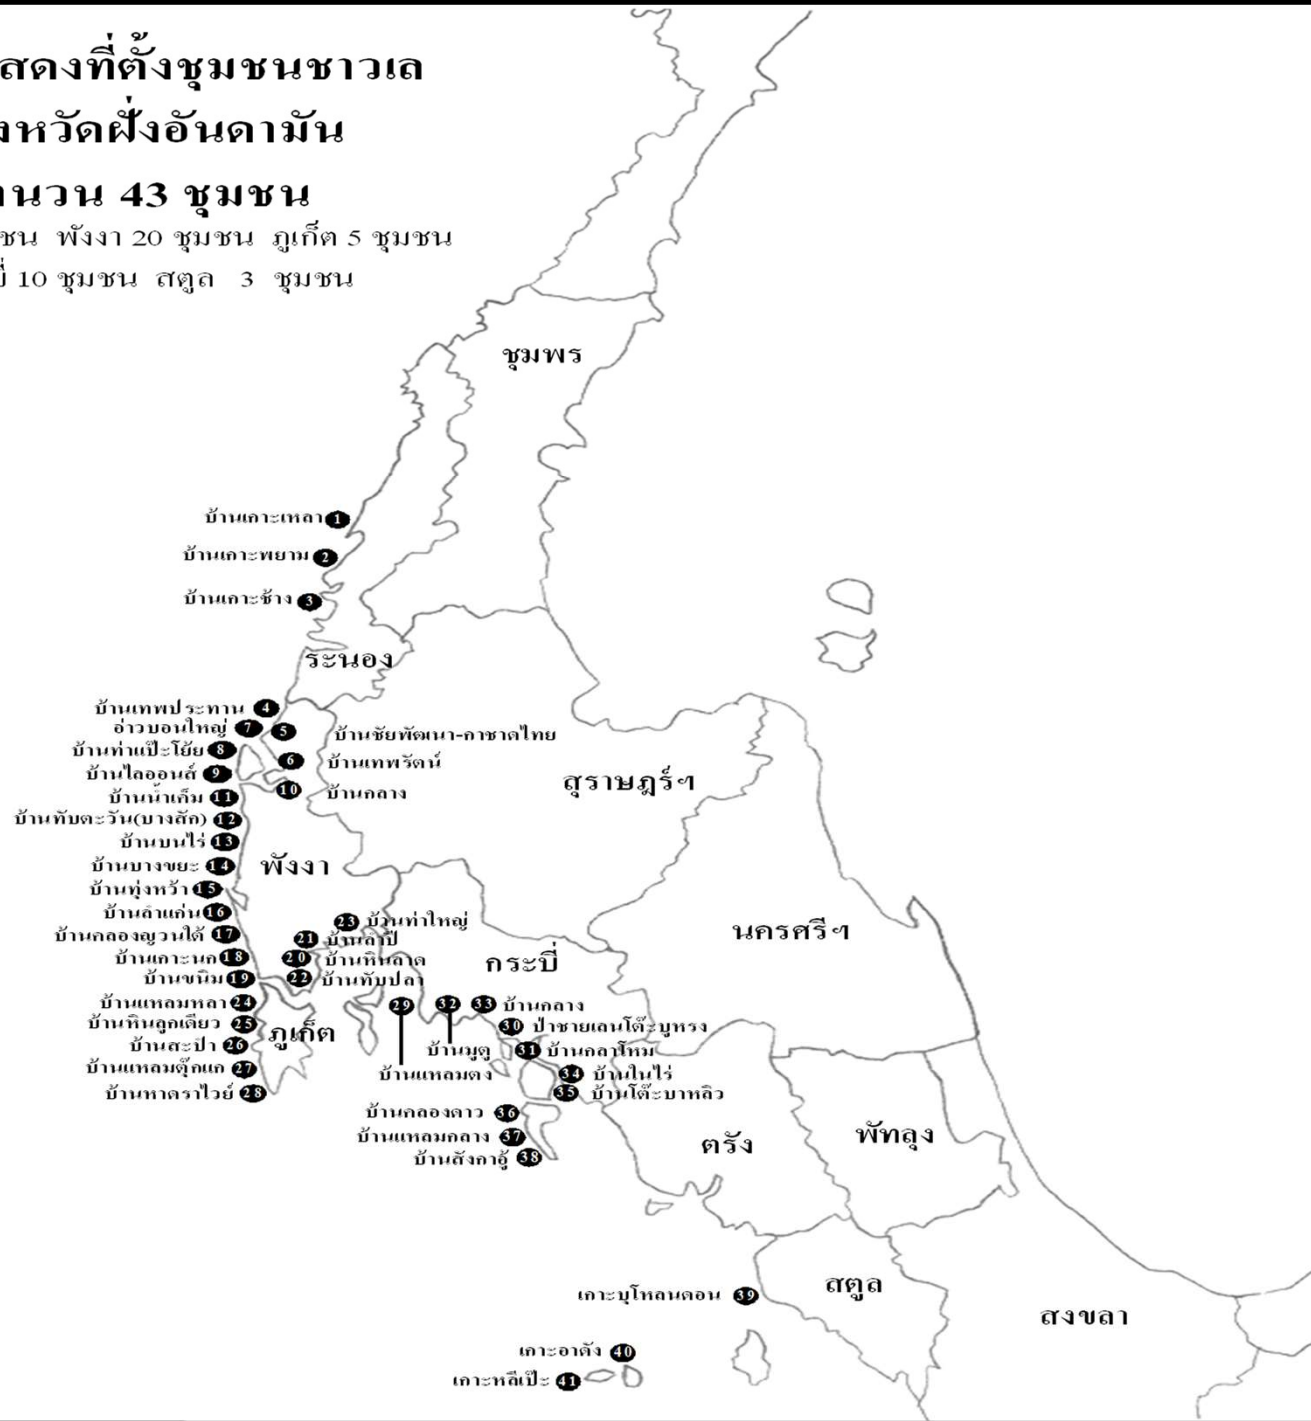 สดงที่ตั้งชุมชนชาวเล
งหวัดฝั่งอันดามัน
านวน 43 ชุมชน
ชน พังงา 20 ชุมชน ภูเก็ต 5 ชุมชน
10 ชุมชน สตูล 3 ชุมชน
ชุมพร
บ้านเกาะเหลา 1
บ้านเกาะพยาม 2
บ้านเกาะช้าง 3
ระนอง
บ้านเทพประทาน 4
อ่าวบอนใหญ่ 7
5 บ้านชัยพัฒนา-กาชาดไทย
บ้านท่าแป๊ะโย้ย 8
6 บ้านเทพรัตน์
บ้านไลออนส์ 9
สุราษฎร์ฯ
10 บ้านกลาง
บ้านน้ำเค็ม 11
บ้านทับตะวัน(บางสัก) 12
บ้านบนไร่ 13
บ้านบางขยะ 14
พังงา
บ้านทุ่งหว้า 15
บ้านลำแก่น 16
23 บ้านท่าใหญ่
นครศรีฯ
บ้านคลองญวนใต้ 17
21 บ้านลำปี
บ้านเกาะนก 18
20 บ้านหินลาด
กระบี่
บ้านขนิม 19
22 บ้านทับปลา
บ้านแหลมหลา 24
29
32
33 บ้านกลาง
บ้านหินลูกเดียว 25
ภูเก็ต
30 ป่าชายเลนโต๊ะบูหรง
บ้านสะปำ 26
บ้านมูตู
31 บ้านกลาโหม
บ้านแหลมตุ๊กแก 27
บ้านแหลมตง
34 บ้านในไร่
บ้านหาดราไวย์ 28
35 บ้านโต๊ะบาหลิว
บ้านคลองดาว 36
บ้านแหลมกลาง 37
บ้านสังกาอู้ 38
ตรัง
พัทลุง
เกาะบุโหลนดอน 39
สตูล
สงขลา
เกาะอาดัง 40
เกาะหลีเป๊ะ 41